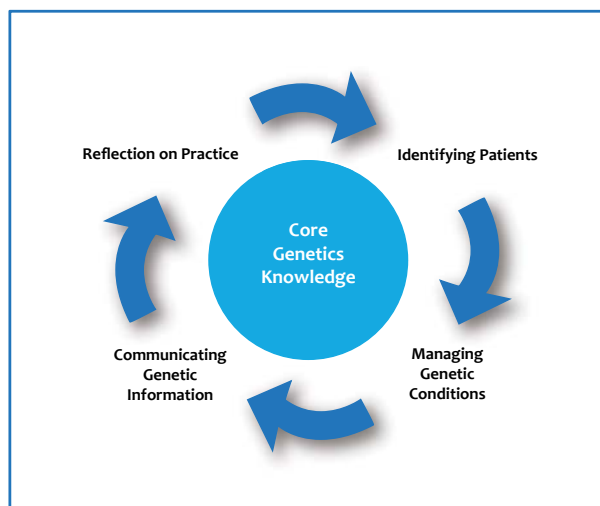 Reflection on Practice
Identifying Patients
Core
Genetics
Knowledge
Communicating
Genetic
Information
Managing
Genetic
Conditions